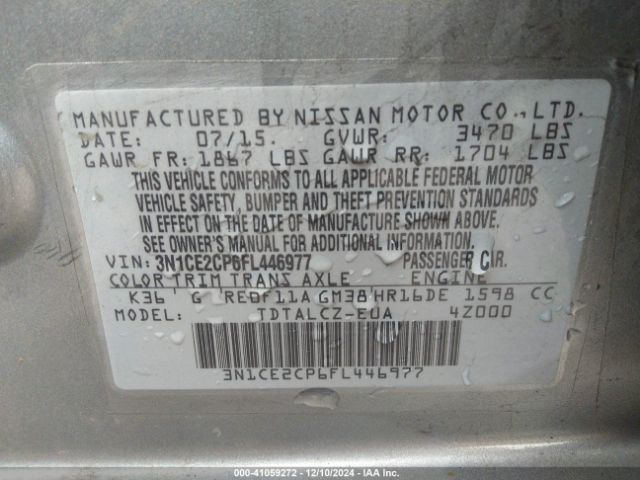 MANUFACTURED BY NISSAN MOTOR CO.,LTD.
DATE: 07/15. GVWR: 3470 LBS
GAWR FR: 1867 LBS GAWR RR: 1704 LBS
THIS VEHICLE CONFORMS TO ALL APPLICABLE FEDERAL MOTOR
VEHICLE SAFETY, BUMPER AND THEFT PREVENTION STANDARDS
IN EFFECT ON THE DATE OF MANUFACTURE SHOWN ABOVE.
SEE OWNER'S MANUAL FOR ADDITIONAL INFORMATION
VIN: 3N1CE2CP6FL446977 PASSENGER CAR.
COLOR TRIM TRANS AXLE ENGINE
K36 G RE0F11A GM38 HR16DE 1598 CC
MODEL: TDTALCZ-EUA 4Z000
3N1CE2CP6FL446977
000-41059272 - 12/10/2024 - IAA Inc.